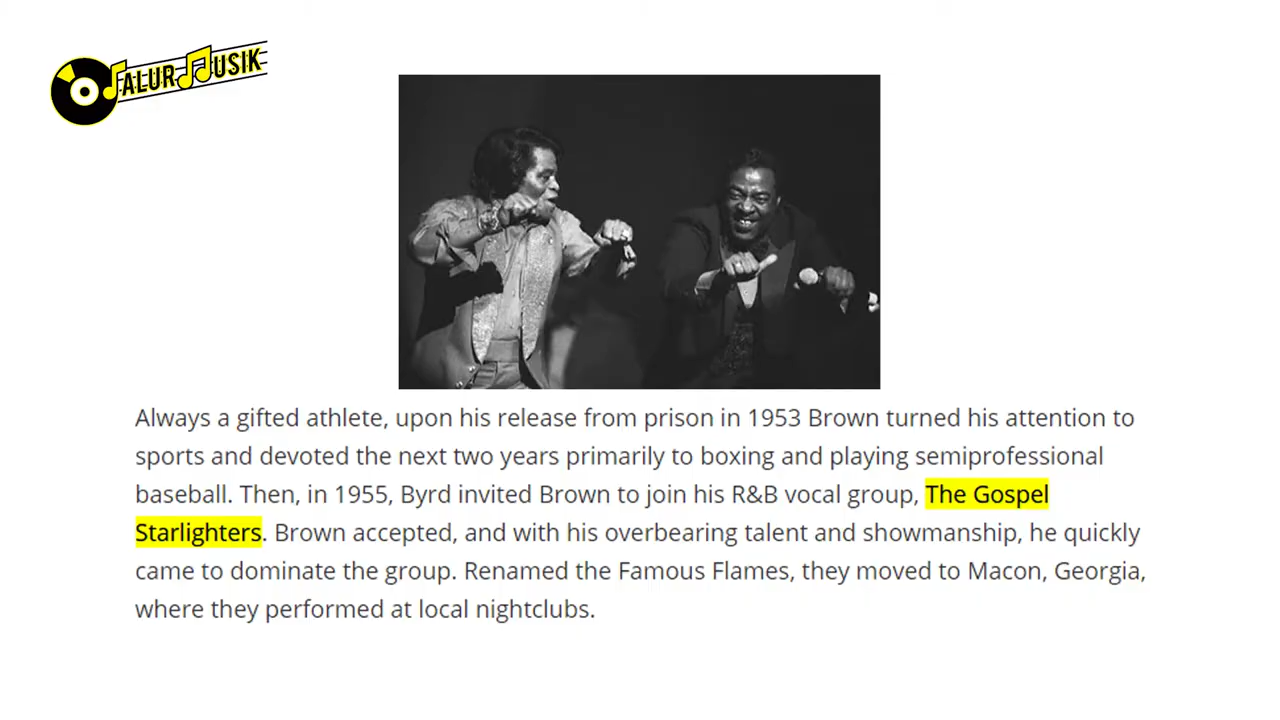 JALUR MUSIK
Always a gifted athlete, upon his release from prison in 1953 Brown turned his attention to
sports and devoted the next two years primarily to boxing and playing semiprofessional
baseball. Then, in 1955, Byrd invited Brown to join his R&B vocal group, The Gospel
Starlighters. Brown accepted, and with his overbearing talent and showmanship, he quickly
came to dominate the group. Renamed the Famous Flames, they moved to Macon, Georgia,
where they performed at local nightclubs.